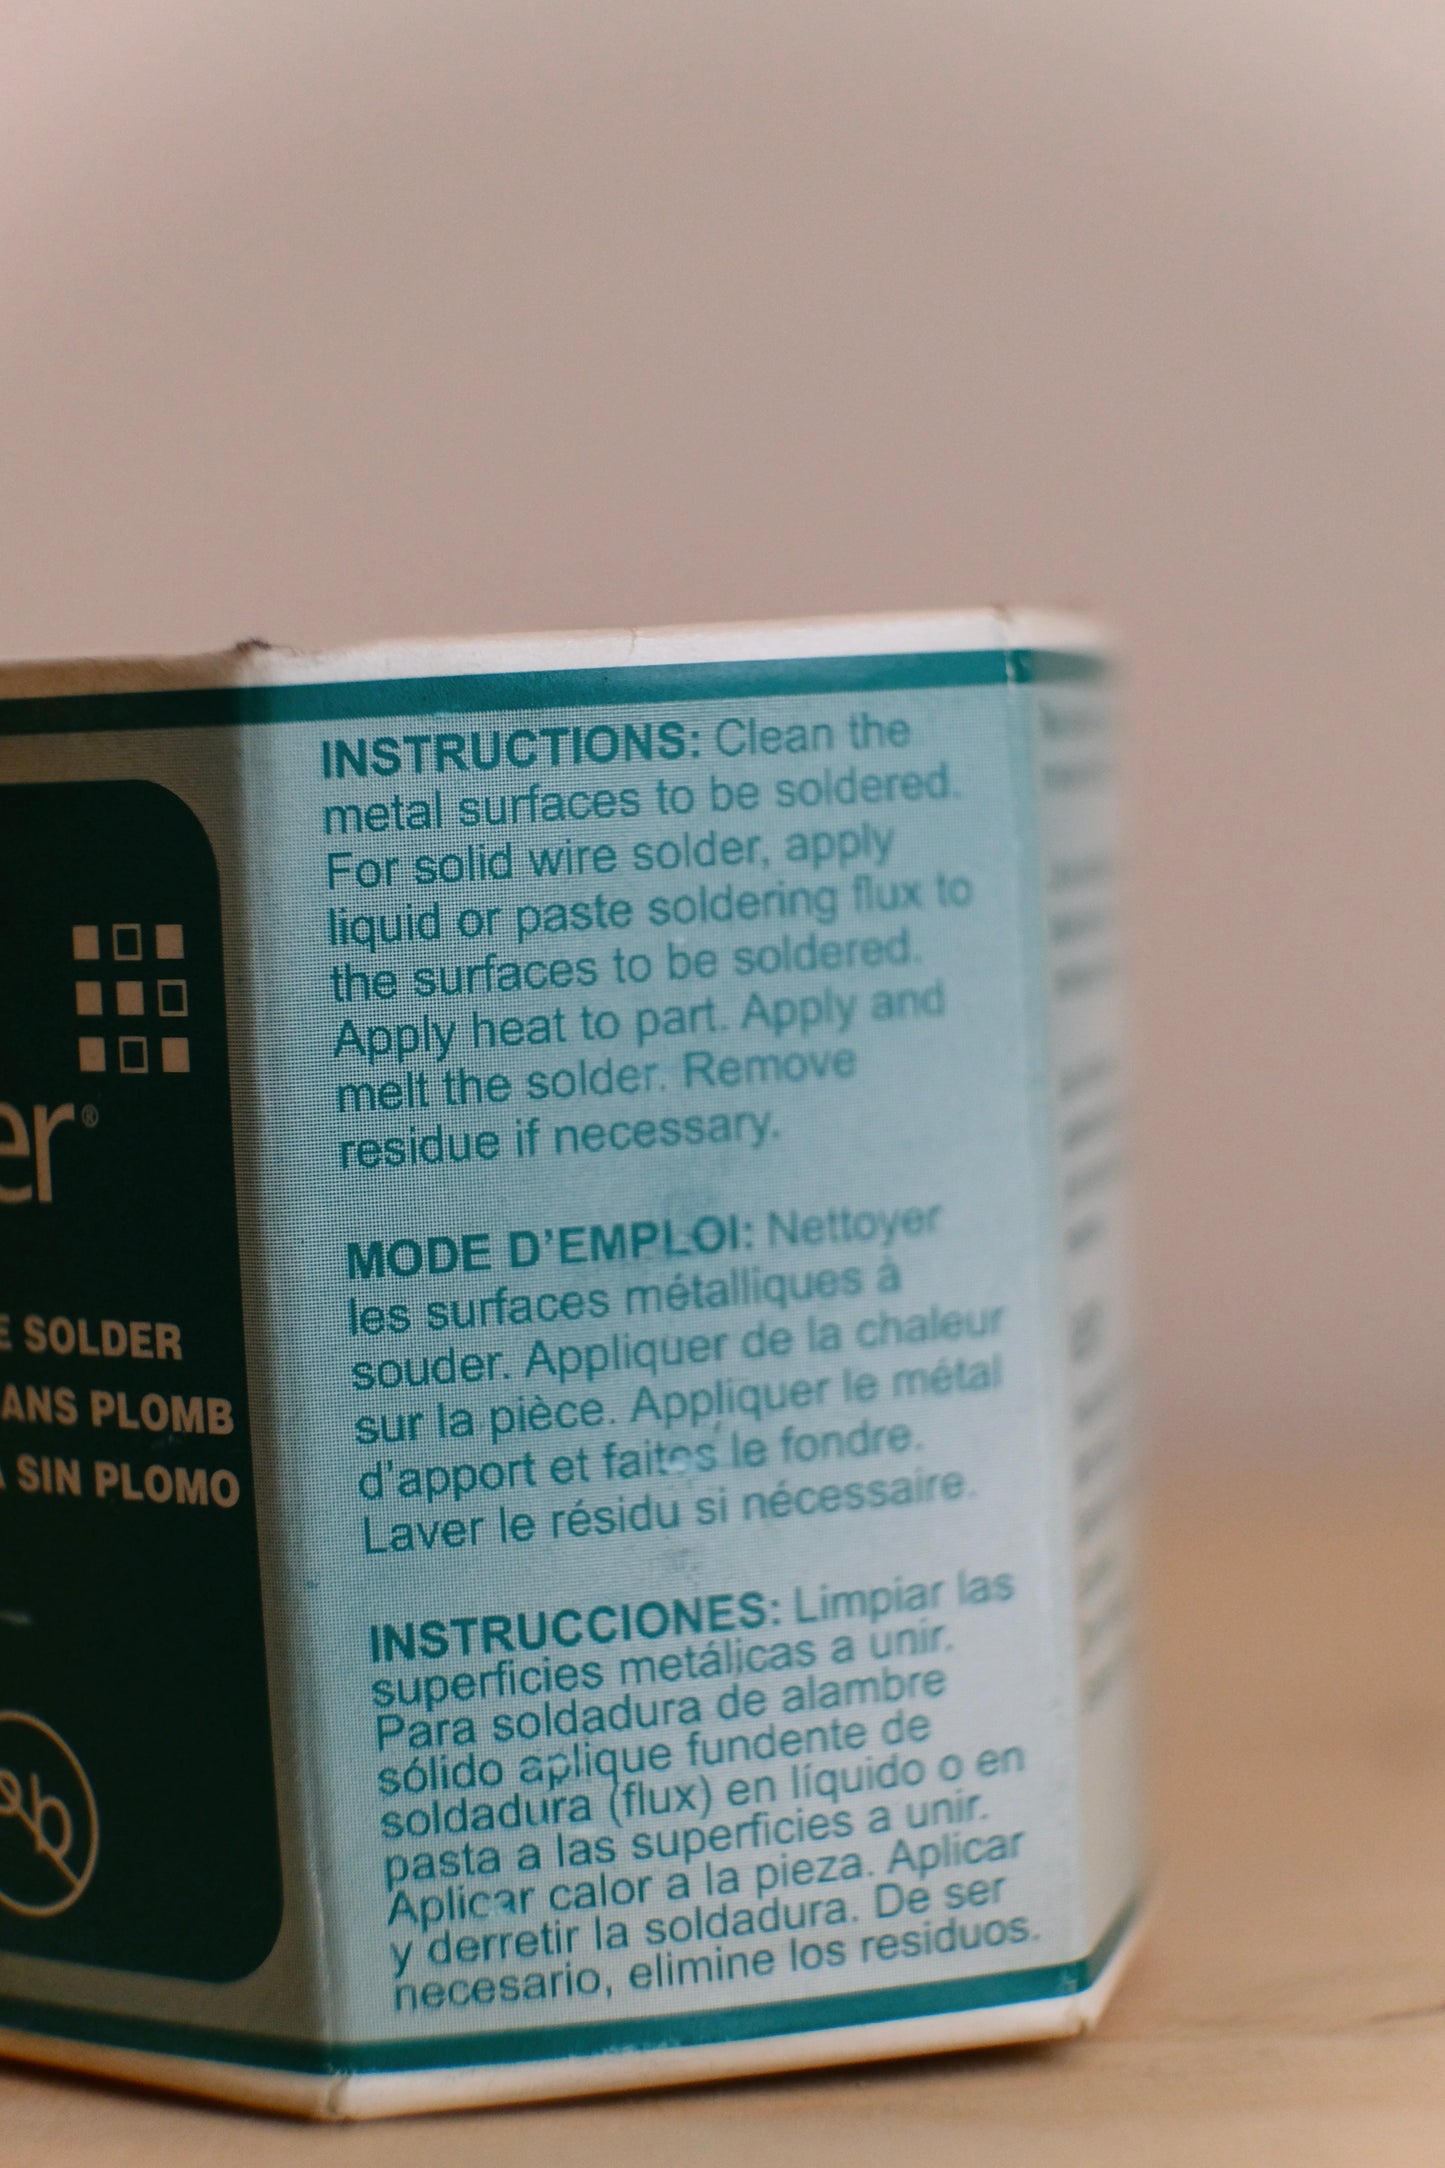 er®
E SOLDER
ANS PLOMB
SIN PLOMO
INSTRUCTIONS: Clean the
metal surfaces to be soldered.
For solid wire solder, apply
liquid or paste soldering flux to
the surfaces to be soldered.
Apply heat to part. Apply and
melt the solder. Remove
residue if necessary.
MODE D'EMPLOI: Nettoyer
les surfaces métalliques à
souder. Appliquer de la chaleur
sur la pièce. Appliquer le métal
d'apport et faites le fondre.
Laver le résidu si nécessaire.
INSTRUCCIONES: Limpiar las
superficies metálicas a unir.
Para soldadura de alambre
sólido aplique fundente de
soldadura (flux) en líquido o en
pasta a las superficies a unir.
Aplicar calor a la pieza. Aplicar
y derretir la soldadura. De ser
necesario, elimine los residuos.